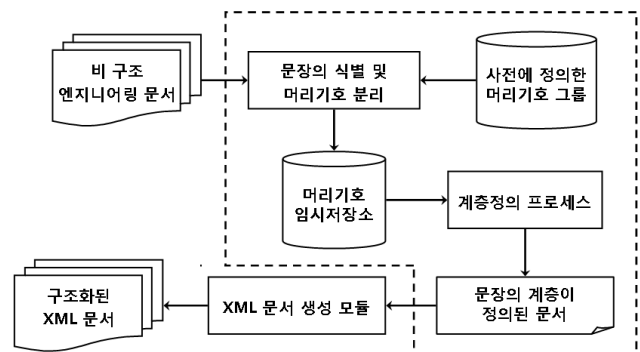 비 구조
엔지니어링 문서
문장의 식별 및
머리기호 분리
사전에 정의한
머리기호 그룹
머리기호
임시저장소
계층정의 프로세스
구조화된
XML 문서
XML 문서 생성 모듈
문장의 계층이
정의된 문서